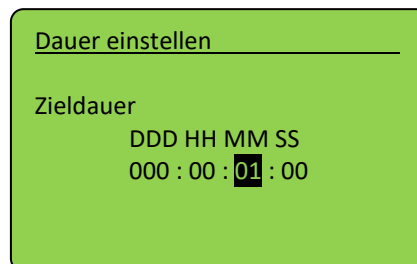 Dauer einstellen
Zieldauer
DDD HH MM SS
000 : 00 : 01 : 00